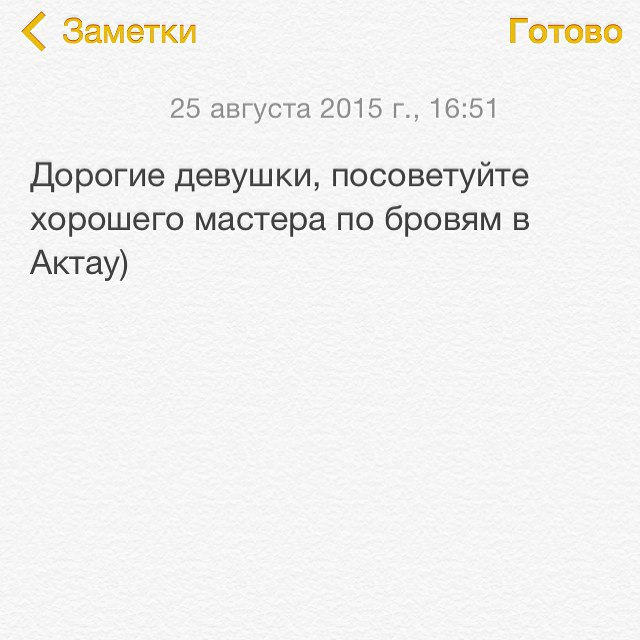 Заметки
Готово
25 августа 2015 г., 16:51
Дорогие девушки, посоветуйте
хорошего мастера по бровям в
Актау)